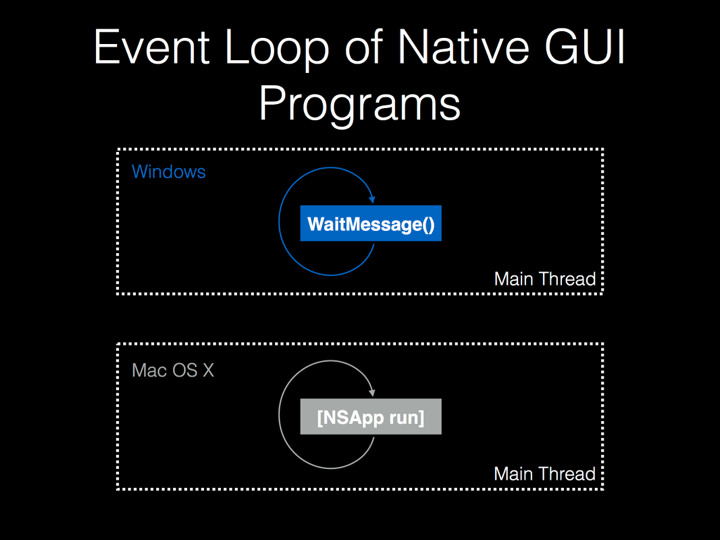 Event Loop of Native GUI
Programs
Windows
WaitMessage()
Main Thread
Mac OS X
[NSApp run]
Main Thread